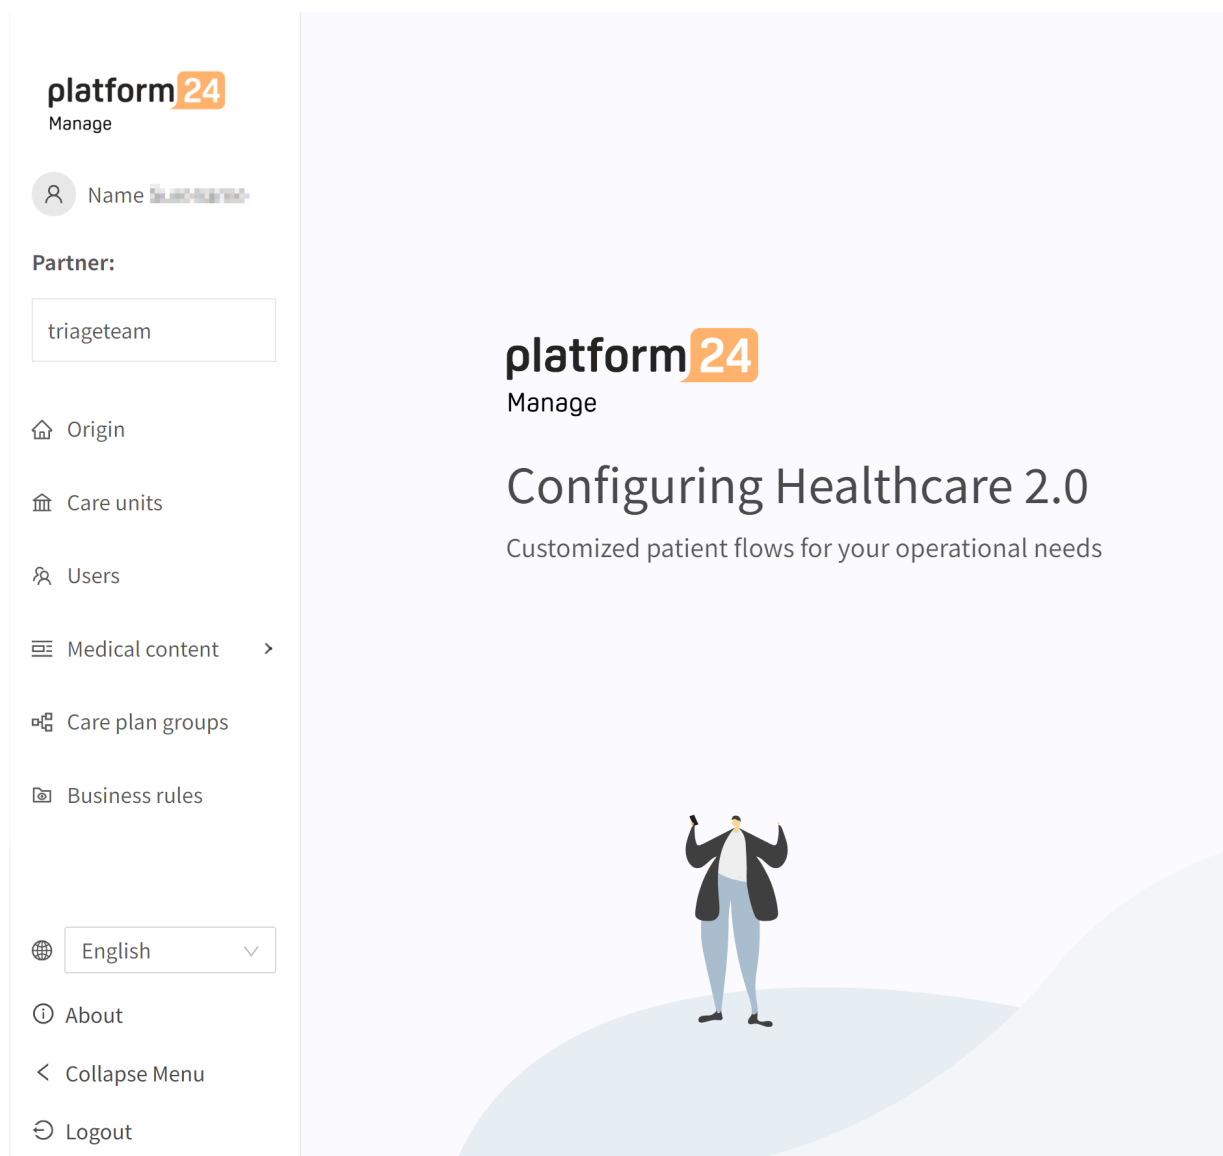 platform24
Manage
Name
Partner:
triageteam
Origin
Care units
Users
Medical content
Care plan groups
Business rules
English
About
Collapse Menu
Logout
platform24
Manage
Configuring Healthcare 2.0
Customized patient flows for your operational needs